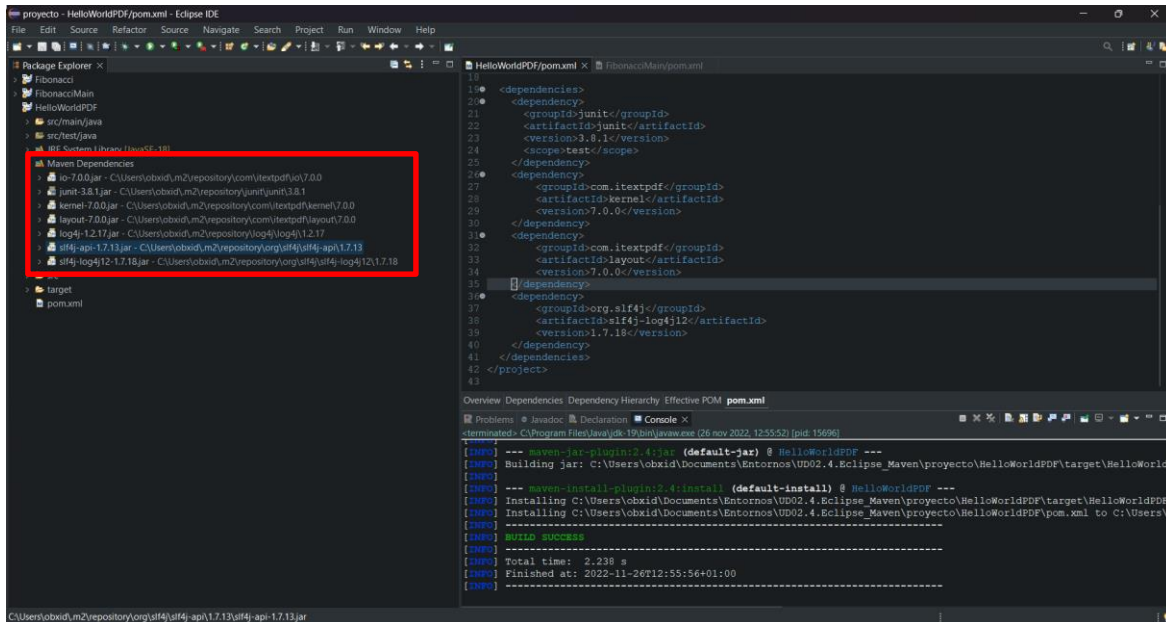 proyecto - HelloWorldPDF/pom.xml - Eclipse IDE
File Edit Source Refactor Source Navigate Search Project Run Window Help
Package Explorer
Fibonacci
FibonacciMain
HelloWorldPDF
src/main/java
src/test/java
JRE System Library [JavaSE-18]
Maven Dependencies
io-7.0.0.jar - C:\Users\obxid\.m2\repository\com\itextpdf\io\7.0.0
junit-3.8.1.jar - C:\Users\obxid\.m2\repository\junit\junit\3.8.1
kernel-7.0.0.jar - C:\Users\obxid\.m2\repository\com\itextpdf\kernel\7.0.0
layout-7.0.0.jar - C:\Users\obxid\.m2\repository\com\itextpdf\layout\7.0.0
log4j-1.2.17.jar - C:\Users\obxid\.m2\repository\log4j\log4j\1.2.17
slf4j-api-1.7.13.jar - C:\Users\obxid\.m2\repository\org\slf4j\slf4j-api\1.7.13
slf4j-log4j12-1.7.18.jar - C:\Users\obxid\.m2\repository\org\slf4j\slf4j-log4j12\1.7.18
target
pom.xml
HelloWorldPDF/pom.xml FibonacciMain/pom.xml
18
19 <dependencies>
20 <dependency>
21 <groupId>junit</groupId>
22 <artifactId>junit</artifactId>
23 <version>3.8.1</version>
24 <scope>test</scope>
25 </dependency>
26 <dependency>
27 <groupId>com.itextpdf</groupId>
28 <artifactId>kernel</artifactId>
29 <version>7.0.0</version>
30 </dependency>
31 <dependency>
32 <groupId>com.itextpdf</groupId>
33 <artifactId>layout</artifactId>
34 <version>7.0.0</version>
35 </dependency>
36 <dependency>
37 <groupId>org.slf4j</groupId>
38 <artifactId>slf4j-log4j12</artifactId>
39 <version>1.7.18</version>
40 </dependency>
41 </dependencies>
42 </project>
43
Overview Dependencies Dependency Hierarchy Effective POM pom.xml
Problems Javadoc Declaration Console
<terminated> C:\Program Files\Java\jdk-19\bin\javaw.exe (26 nov 2022, 12:55:52) [pid: 15696]
[INFO] --- maven-jar-plugin:2.4:jar (default-jar) @ HelloWorldPDF ---
[INFO] Building jar: C:\Users\obxid\Documents\Entornos\UD02.4.Eclipse_Maven\proyecto\HelloWorldPDF\target\HelloWorld
[INFO]
[INFO] --- maven-install-plugin:2.4:install (default-install) @ HelloWorldPDF ---
[INFO] Installing C:\Users\obxid\Documents\Entornos\UD02.4.Eclipse_Maven\proyecto\HelloWorldPDF\target\HelloWorldPDF
[INFO] Installing C:\Users\obxid\Documents\Entornos\UD02.4.Eclipse_Maven\proyecto\HelloWorldPDF\pom.xml to C:\Users\
[INFO] ------------------------------------------------------------------------
[INFO] BUILD SUCCESS
[INFO] ------------------------------------------------------------------------
[INFO] Total time: 2.238 s
[INFO] Finished at: 2022-11-26T12:55:56+01:00
[INFO] ------------------------------------------------------------------------
C:\Users\obxid\.m2\repository\org\slf4j\slf4j-api\1.7.13\slf4j-api-1.7.13.jar